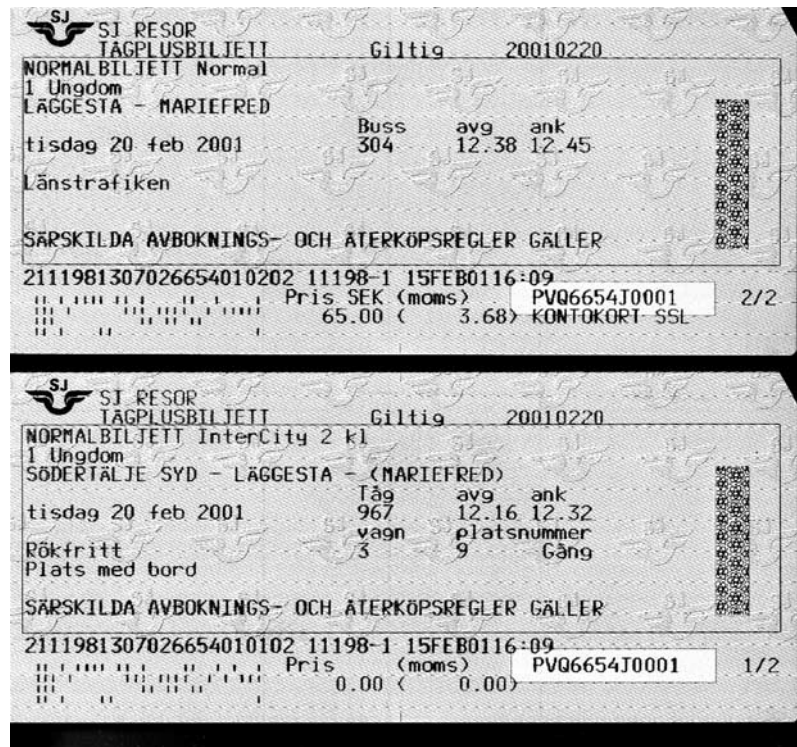 SJ
SJ RESOR
TÅGPLUSBILJETT Giltig 20010220
NORMALBILJETT Normal
1 Ungdom
LÄGGESTA - MARIEFRED
Buss avg ank
tisdag 20 feb 2001 304 12.38 12.45
Länstrafiken
SÄRSKILDA AVBOKNINGS- OCH ÅTERKÖPSREGLER GÄLLER
2111981307026654010202 11198-1 15FEB0116:09
Pris SEK (moms) PVQ6654J0001 2/2
65.00 ( 3.68) KONTOKORT SSL
SJ
SJ RESOR
TÅGPLUSBILJETT Giltig 20010220
NORMALBILJETT InterCity 2 kl
1 Ungdom
SÖDERTÄLJE SYD - LÄGGESTA - (MARIEFRED)
Tåg avg ank
tisdag 20 feb 2001 967 12.16 12.32
vagn platsnummer
Rökfritt 3 9 Gång
Plats med bord
SÄRSKILDA AVBOKNINGS- OCH ÅTERKÖPSREGLER GÄLLER
2111981307026654010102 11198-1 15FEB0116:09
Pris (moms) PVQ6654J0001 1/2
0.00 ( 0.00)